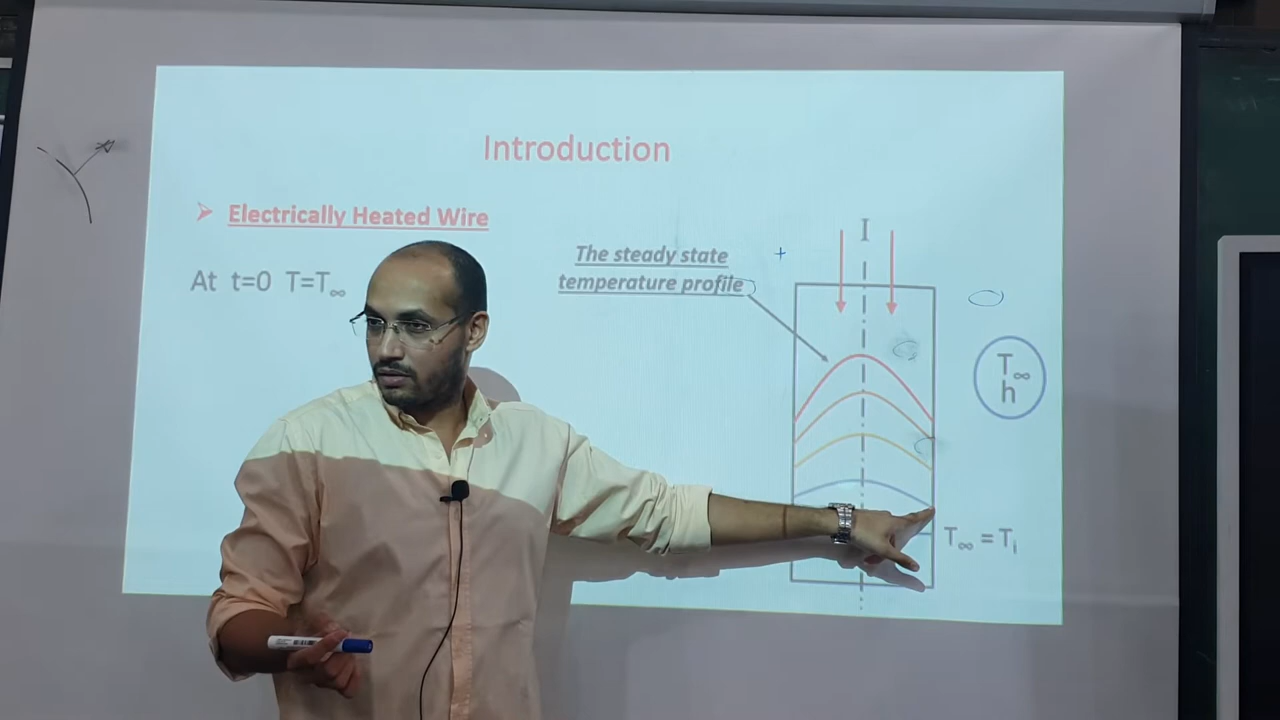 Introduction
➢ Electrically Heated Wire
At t=0 T=T∞
The steady state
temperature profile
I
T∞
h
T∞ = Ti